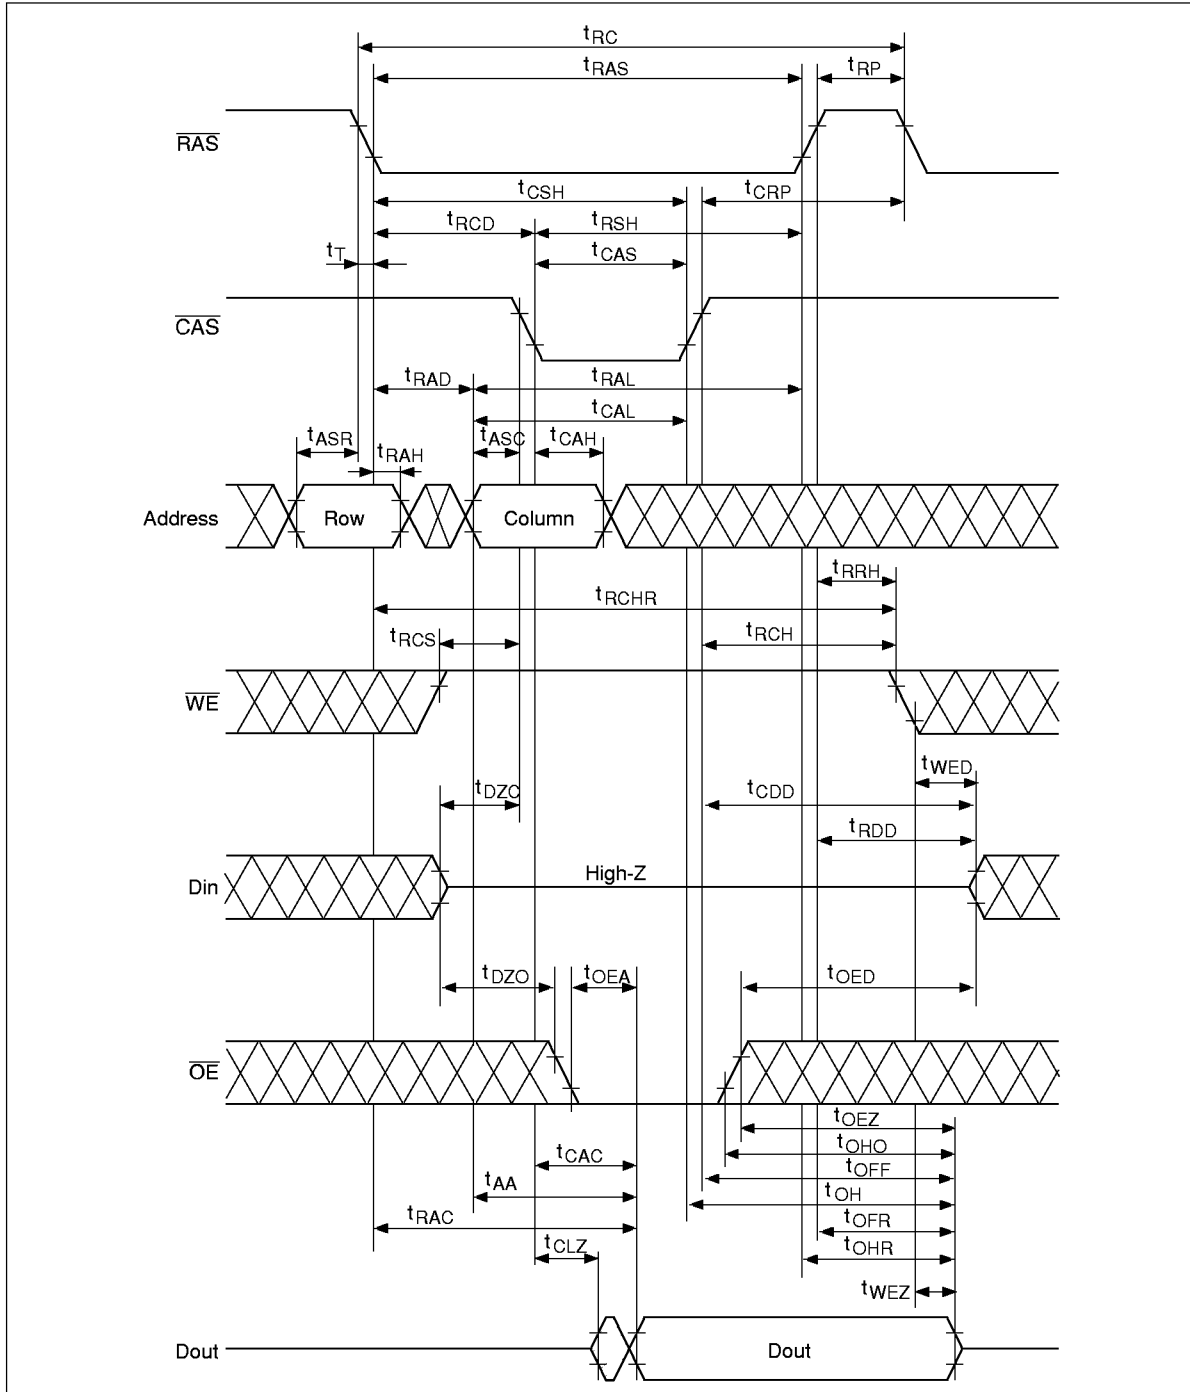 tRC
tRAS
tRP
RAS
tCSH
tCRP
tRCD
tRSH
tT
tCAS
CAS
tRAD
tRAL
tCAL
tASR
tRAH
tASC
tCAH
Address
Row
Column
tRRH
tRCHR
tRCS
tRCH
WE
tWED
tDZC
tCDD
tRDD
Din
High-Z
tDZO
tOEA
tOED
OE
tOEZ
tOHO
tCAC
tOFF
tAA
tOH
tRAC
tOFR
tCLZ
tOHR
tWEZ
Dout
Dout